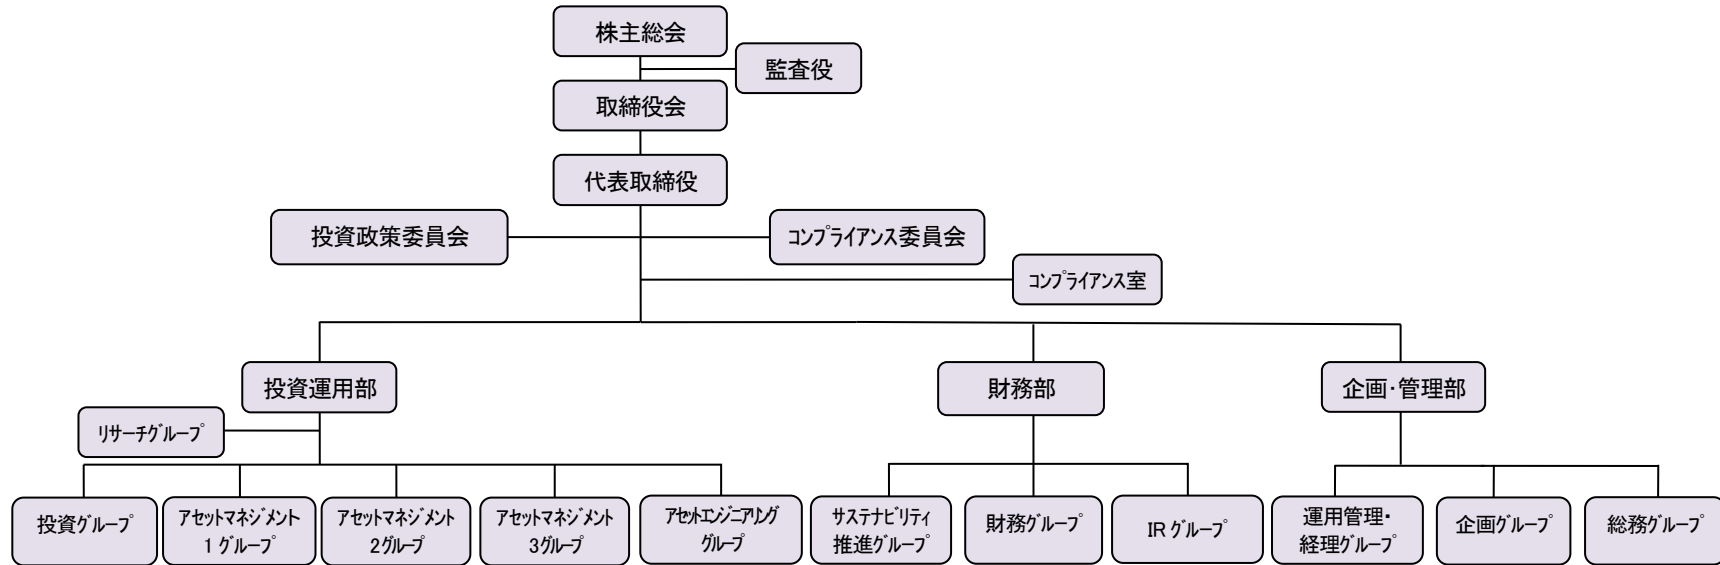 株主総会
監査役
取締役会
代表取締役
投資政策委員会
コンプライアンス委員会
コンプライアンス室
投資運用部
財務部
企画・管理部
リサーチグループ
投資グループ
アセットマネジメント
1 グループ
アセットマネジメント
2グループ
アセットマネジメント
3グループ
アセットエンジニアリング
グループ
サステナビリティ
推進グループ
財務グループ
IR グループ
運用管理・
経理グループ
企画グループ
総務グループ